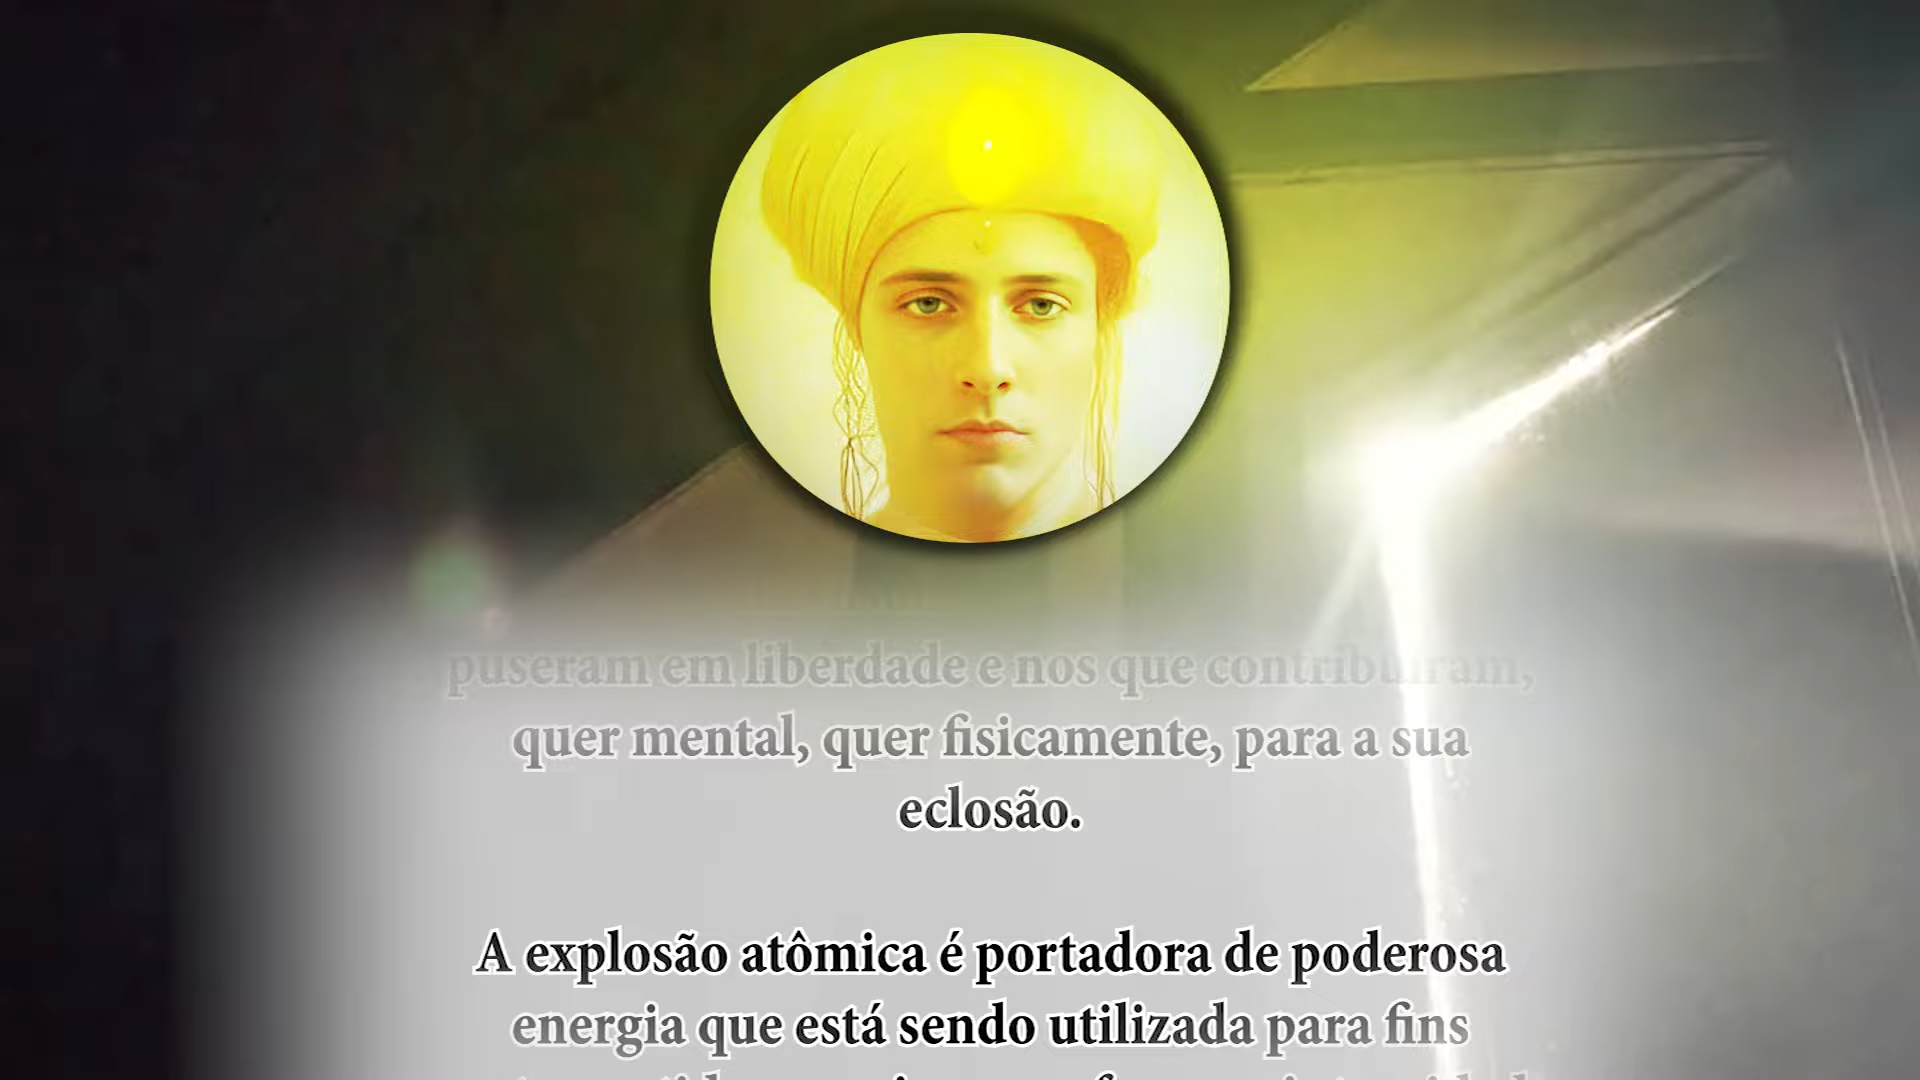 puseram em liberdade e nos que contribuíram,
quer mental, quer fisicamente, para a sua
eclosão.
A explosão atômica é portadora de poderosa
energia que está sendo utilizada para fins